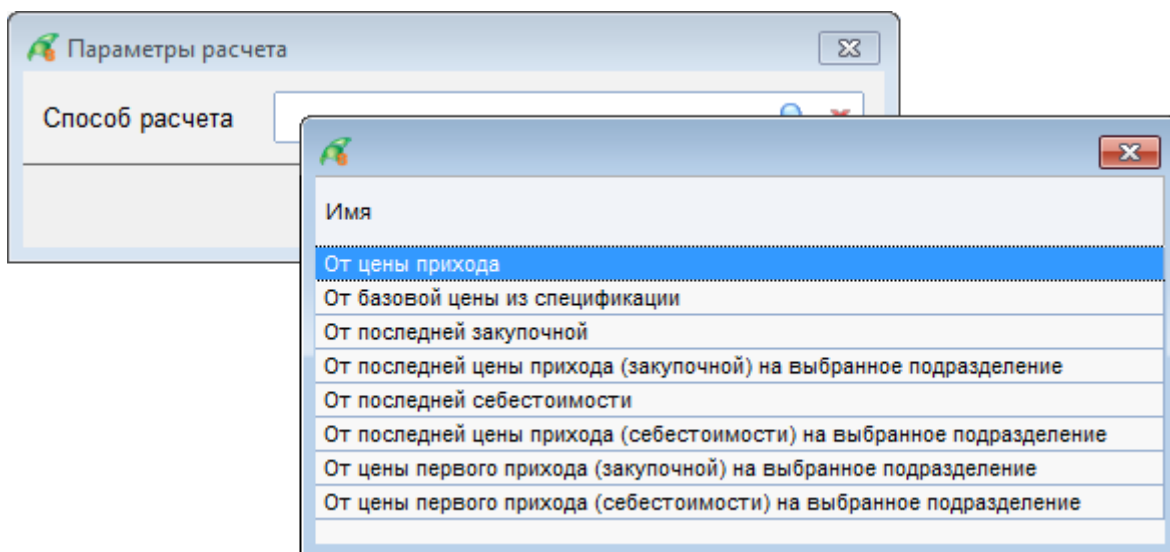 Параметры расчета
Способ расчета
Имя
От цены прихода
От базовой цены из спецификации
От последней закупочной
От последней цены прихода (закупочной) на выбранное подразделение
От последней себестоимости
От последней цены прихода (себестоимости) на выбранное подразделение
От цены первого прихода (закупочной) на выбранное подразделение
От цены первого прихода (себестоимости) на выбранное подразделение